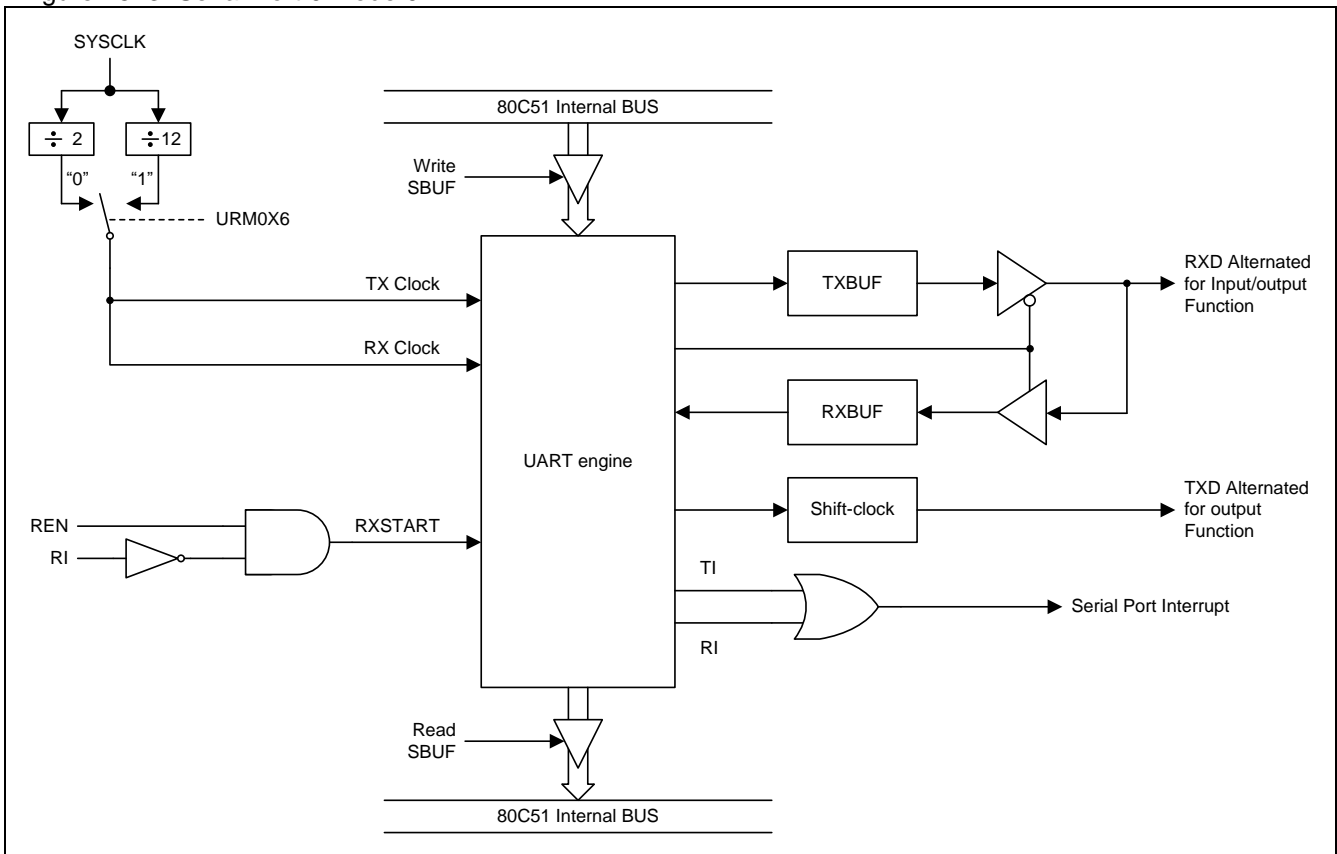 SYSCLK
÷ 2
÷12
"0"
"1"
URM0X6
80C51 Internal BUS
Write
SBUF
TX Clock
RX Clock
TXBUF
RXD Alternated
for Input/output
Function
RXBUF
UART engine
Shift-clock
TXD Alternated
for output
Function
REN
RI
RXSTART
TI
RI
Serial Port Interrupt
Read
SBUF
80C51 Internal BUS